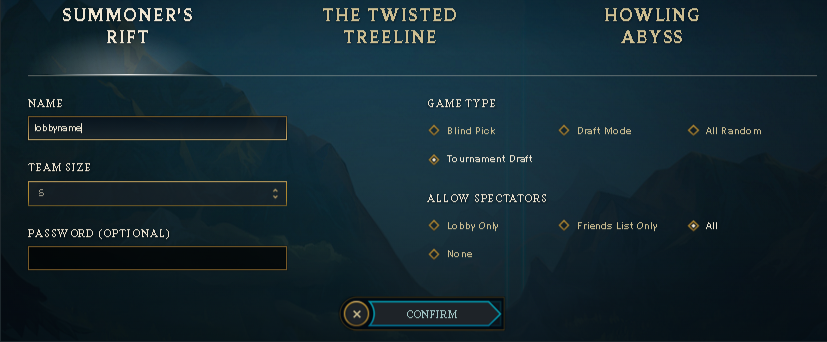 SUMMONER'S
RIFT
THE TWISTED
TREELINE
HOWLING
ABYSS
NAME
lobbyname
TEAM SIZE
5
PASSWORD (OPTIONAL)
GAME TYPE
Blind Pick
Draft Mode
All Random
Tournament Draft
ALLOW SPECTATORS
Lobby Only
Friends List Only
All
None
CONFIRM